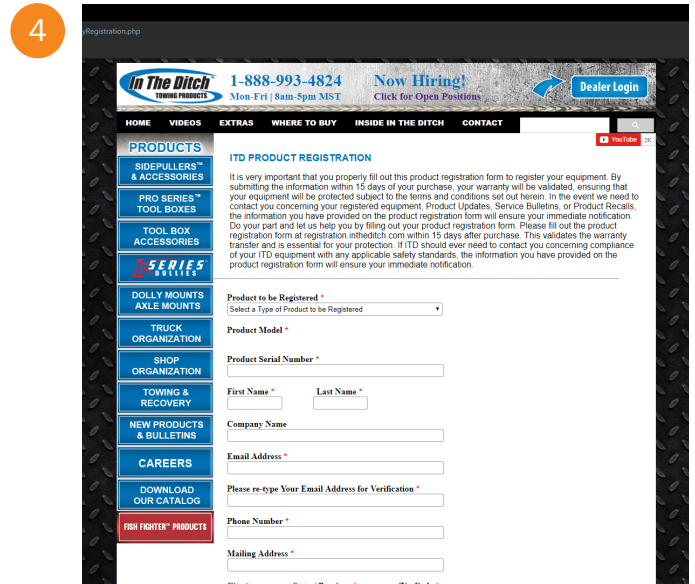 4
yRegistration.php
In The Ditch™
TOWING PRODUCTS
1-888-993-4824
Mon-Fri | 8am-5pm MST
Now Hiring!
Click for Open Positions
Dealer Login
HOME VIDEOS EXTRAS WHERE TO BUY INSIDE IN THE DITCH CONTACT
YouTube 2K
PRODUCTS
SIDEPULLERS™
& ACCESSORIES
PRO SERIES™
TOOL BOXES
TOOL BOX
ACCESSORIES
X SERIES
DOLLIES
DOLLY MOUNTS
AXLE MOUNTS
TRUCK
ORGANIZATION
SHOP
ORGANIZATION
TOWING &
RECOVERY
NEW PRODUCTS
& BULLETINS
CAREERS
DOWNLOAD
OUR CATALOG
FISH FIGHTER™ PRODUCTS
ITD PRODUCT REGISTRATION
It is very important that you properly fill out this product registration form to register your equipment. By
submitting the information within 15 days of your purchase, your warranty will be validated, ensuring that
your equipment will be protected subject to the terms and conditions set out herein. In the event we need to
contact you concerning your registered equipment, Product Updates, Service Bulletins, or Product Recalls,
the information you have provided on the product registration form will ensure your immediate notification.
Do your part and let us help you by filling out your product registration form. Please fill out the product
registration form at registration.intheditch.com within 15 days after purchase. This validates the warranty
transfer and is essential for your protection. If ITD should ever need to contact you concerning compliance
of your ITD equipment with any applicable safety standards, the information you have provided on the
product registration form will ensure your immediate notification.
Product to be Registered *
Select a Type of Product to be Registered
Product Model *
Product Serial Number *
First Name * Last Name *
Company Name
Email Address *
Please re-type Your Email Address for Verification *
Phone Number *
Mailing Address *